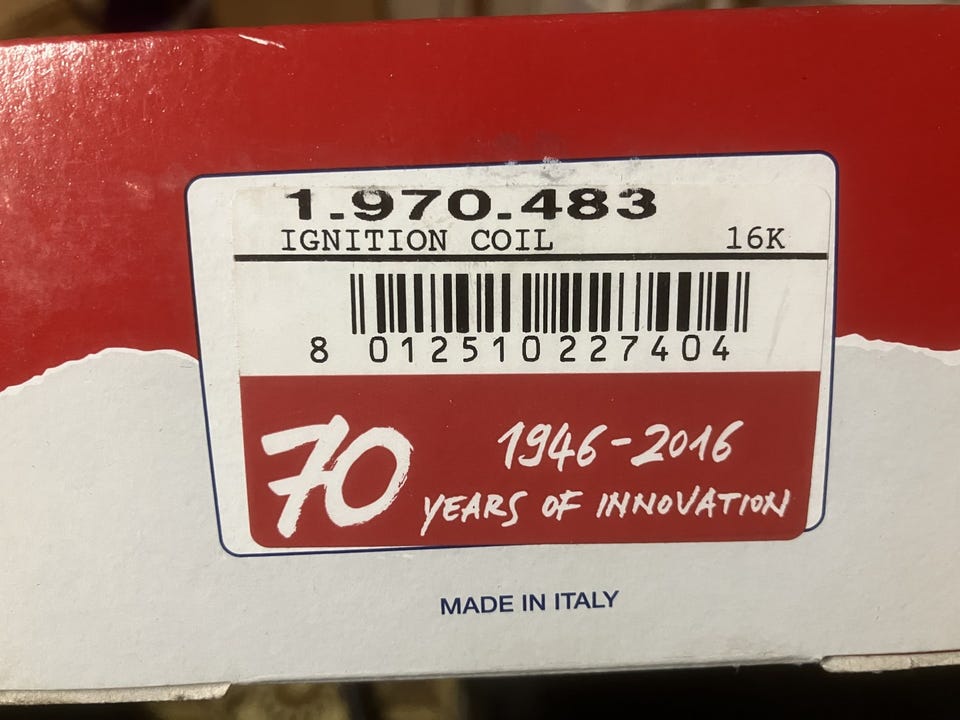 1.970.483
IGNITION COIL 16K
8 012510 227404
70 1946-2016
YEARS OF INNOVATION
MADE IN ITALY